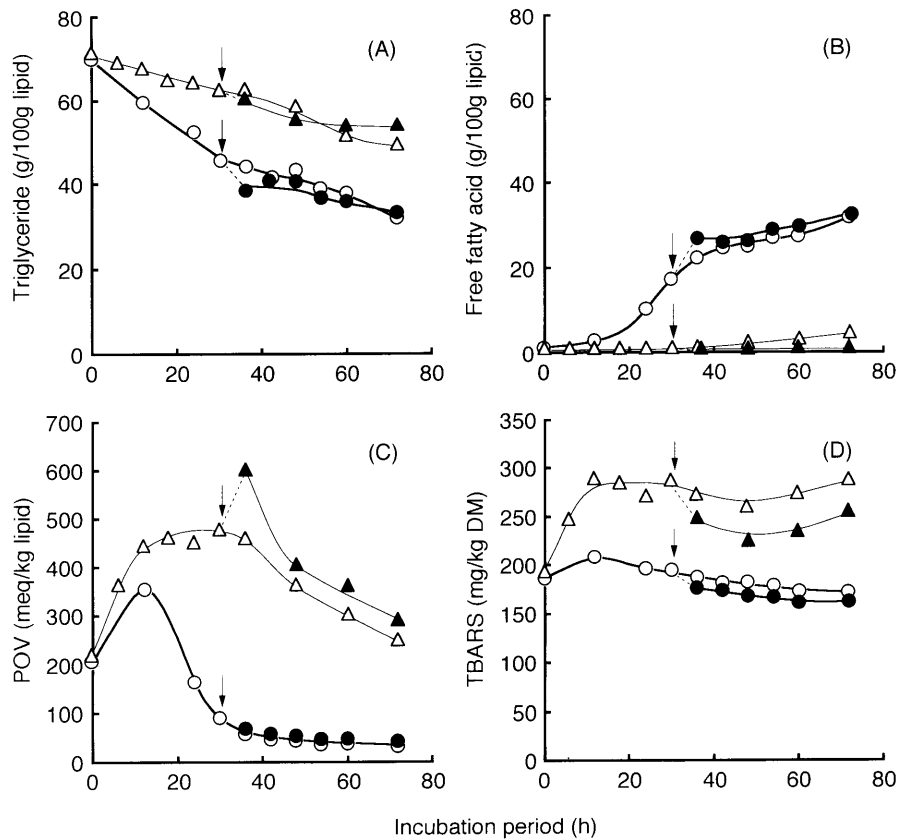 (A)
Triglyceride (g/100g lipid)
80
60
40
20
0
0 20 40 60 80
(B)
Free fatty acid (g/100g lipid)
80
60
40
20
0
0 20 40 60 80
(C)
POV (meq/kg lipid)
700
600
500
400
300
200
100
0
0 20 40 60 80
(D)
TBARS (mg/kg DM)
350
300
250
200
150
100
50
0
0 20 40 60 80
Incubation period (h)